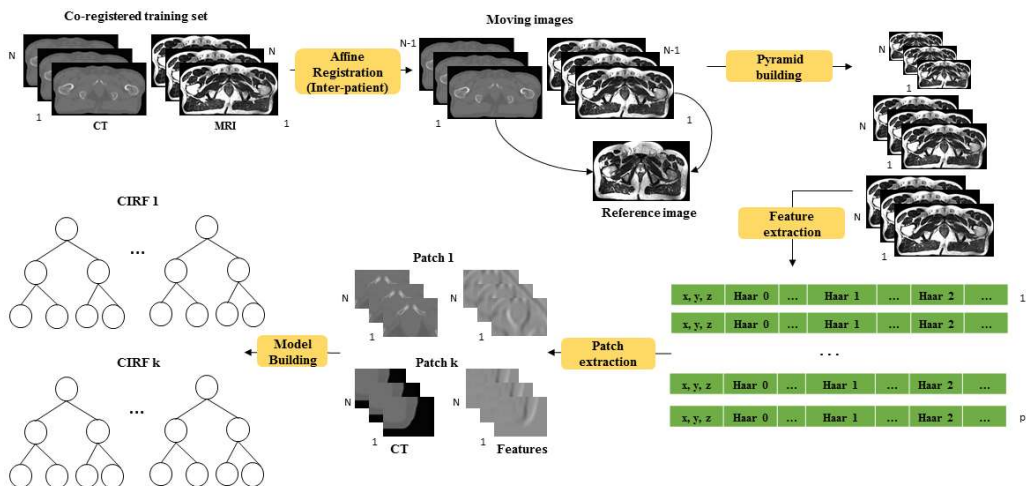 Co-registered training set
N
N
1
CT
MRI
1
Affine
Registration
(Inter-patient)
Moving images
N-1
N-1
1
1
Reference image
Pyramid
building
N
1
N
1
N
1
Feature
extraction
x, y, z Haar 0 ... Haar 1 ... Haar 2 ... 1
x, y, z Haar 0 ... Haar 1 ... Haar 2 ...
...
x, y, z Haar 0 ... Haar 1 ... Haar 2 ...
x, y, z Haar 0 ... Haar 1 ... Haar 2 ... p
Patch
extraction
Patch 1
N
N
1
1
Patch k
N
N
1
1
CT
Features
Model
Building
CIRF 1
...
CIRF k
...